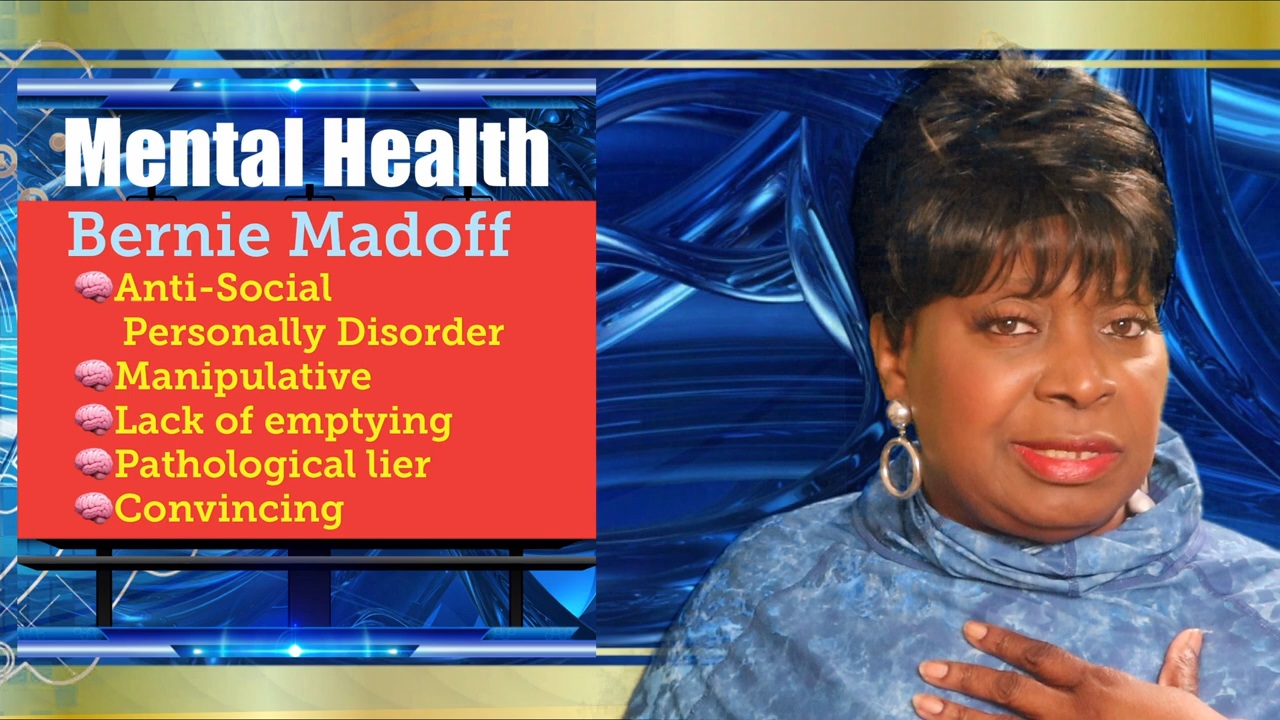 Mental Health
Bernie Madoff
🧠Anti-Social
Personally Disorder
🧠Manipulative
🧠Lack of emptying
🧠Pathological lier
🧠Convincing